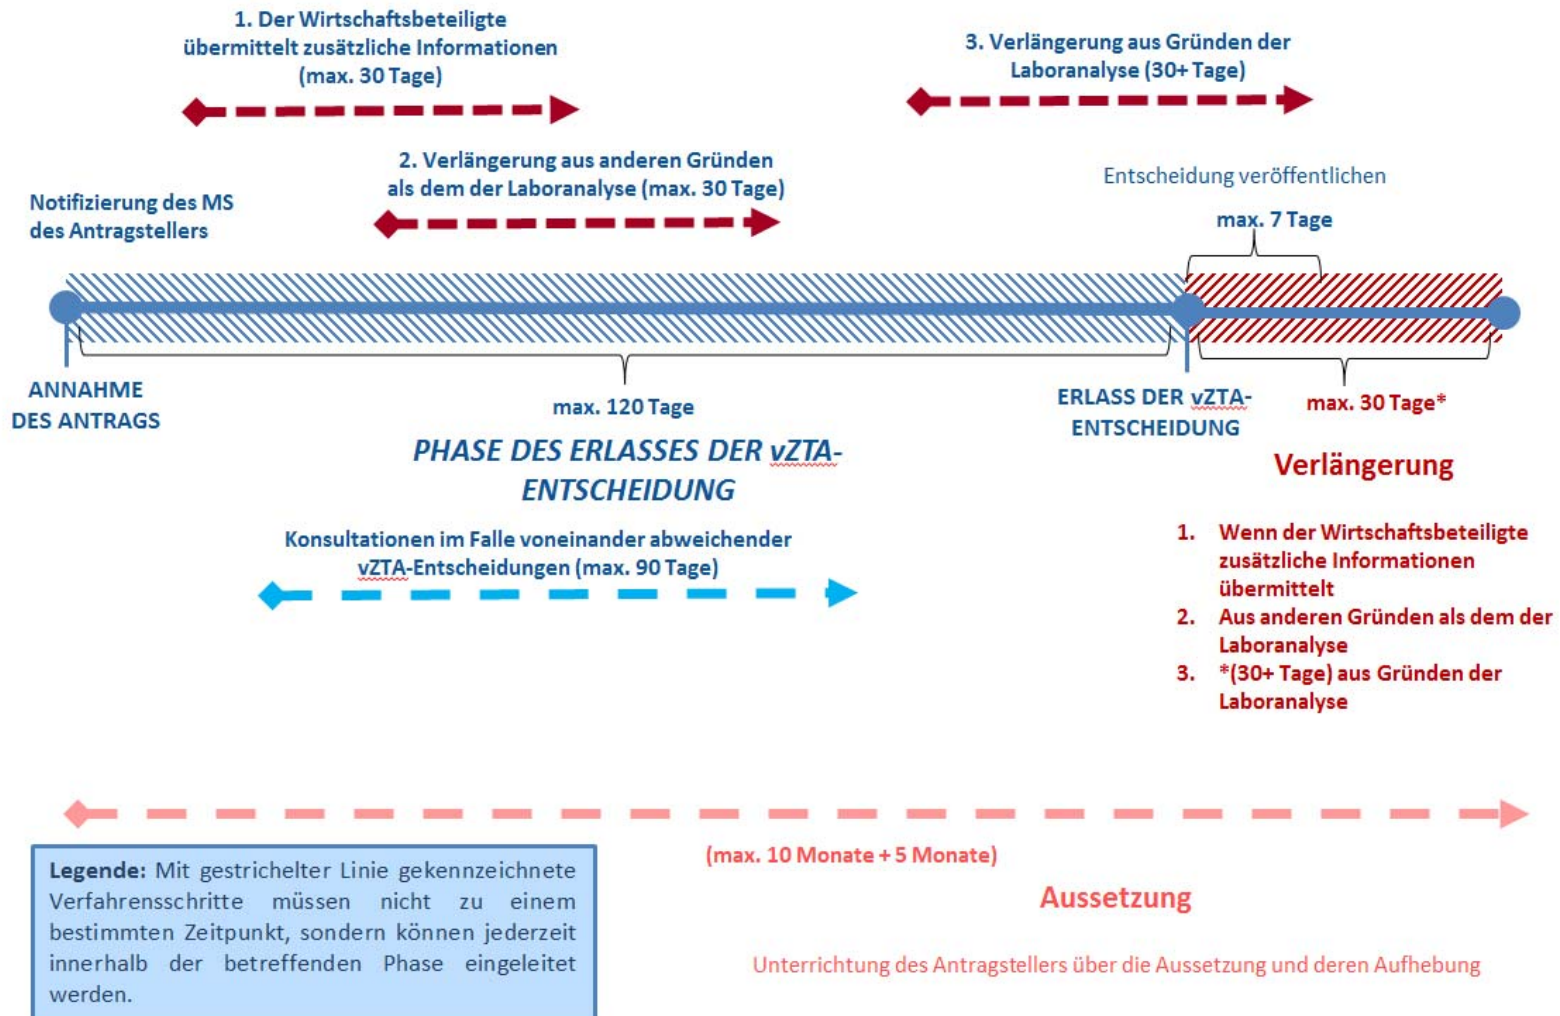 1. Der Wirtschaftsbeteiligte
übermittelt zusätzliche Informationen
(max. 30 Tage)
3. Verlängerung aus Gründen der
Laboranalyse (30+ Tage)
2. Verlängerung aus anderen Gründen
als dem der Laboranalyse (max. 30 Tage)
Entscheidung veröffentlichen
max. 7 Tage
Notifizierung des MS
des Antragstellers
ANNAHME
DES ANTRAGS
max. 120 Tage
ERLASS DER vZTA-
ENTSCHEIDUNG
max. 30 Tage*
PHASE DES ERLASSES DER vZTA-
ENTSCHEIDUNG
Verlängerung
Konsultationen im Falle voneinander abweichender
vZTA-Entscheidungen (max. 90 Tage)
1. Wenn der Wirtschaftsbeteiligte
zusätzliche Informationen
übermittelt
2. Aus anderen Gründen als dem der
Laboranalyse
3. *(30+ Tage) aus Gründen der
Laboranalyse
(max. 10 Monate + 5 Monate)
Aussetzung
Unterrichtung des Antragstellers über die Aussetzung und deren Aufhebung
Legende: Mit gestrichelter Linie gekennzeichnete
Verfahrensschritte müssen nicht zu einem
bestimmten Zeitpunkt, sondern können jederzeit
innerhalb der betreffenden Phase eingeleitet
werden.